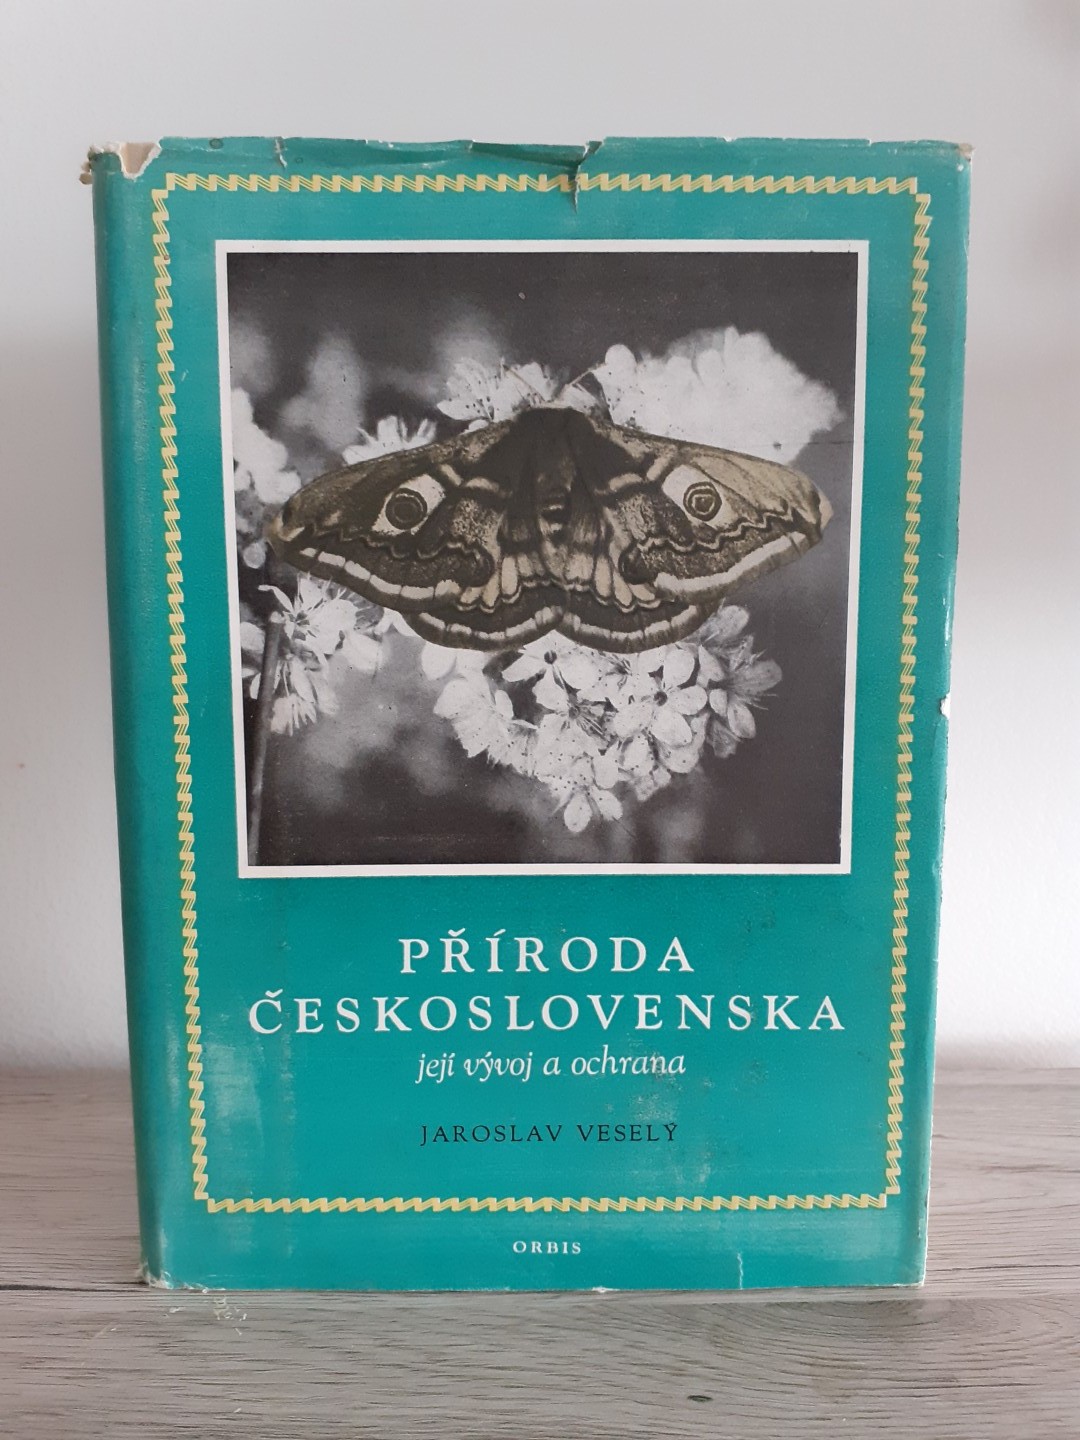 PŘÍRODA
ČESKOSLOVENSKA
její vývoj a ochrana
JAROSLAV VESELÝ
ORBIS